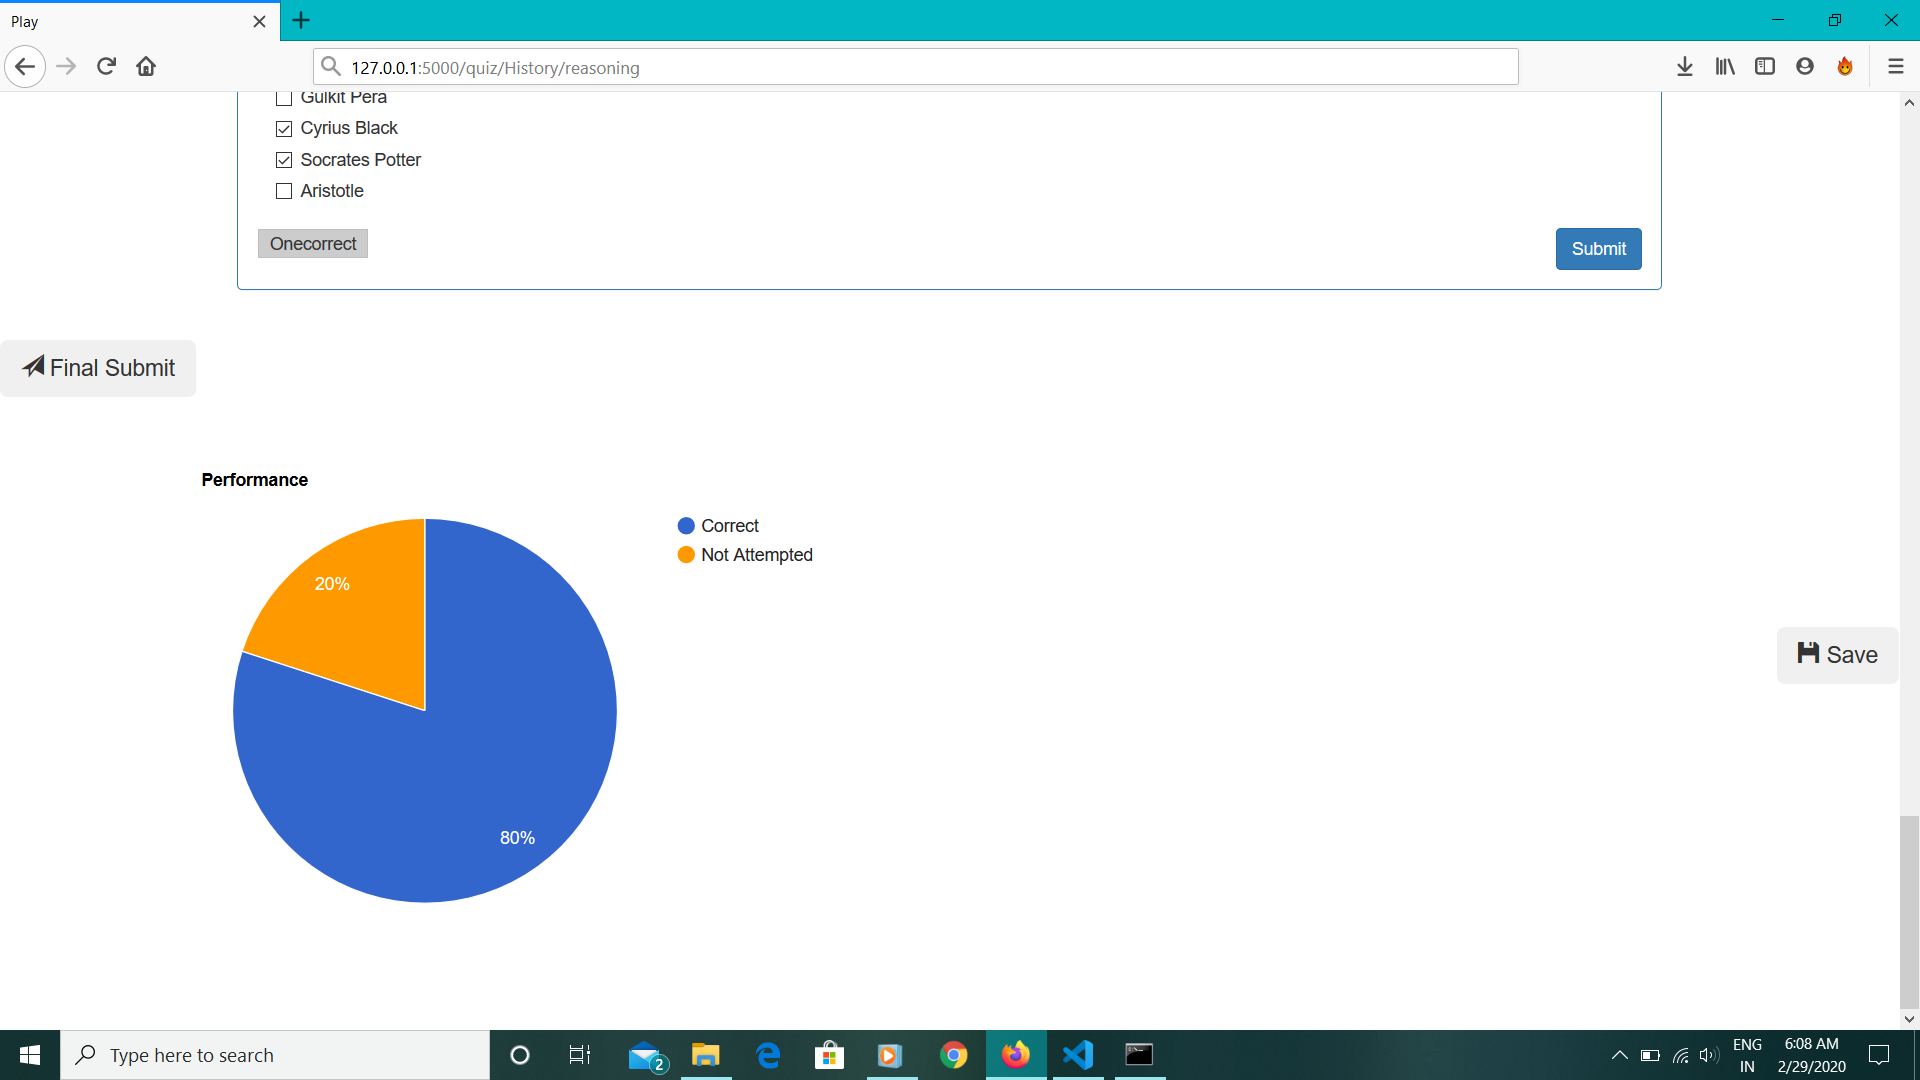 Play
127.0.0.1:5000/quiz/History/reasoning
Gulkit Pera
Cyrius Black
Socrates Potter
Aristotle
Onecorrect
Submit
Final Submit
Performance
Correct
Not Attempted
20%
80%
Save
Type here to search
2
ENG
IN
6:08 AM
2/29/2020